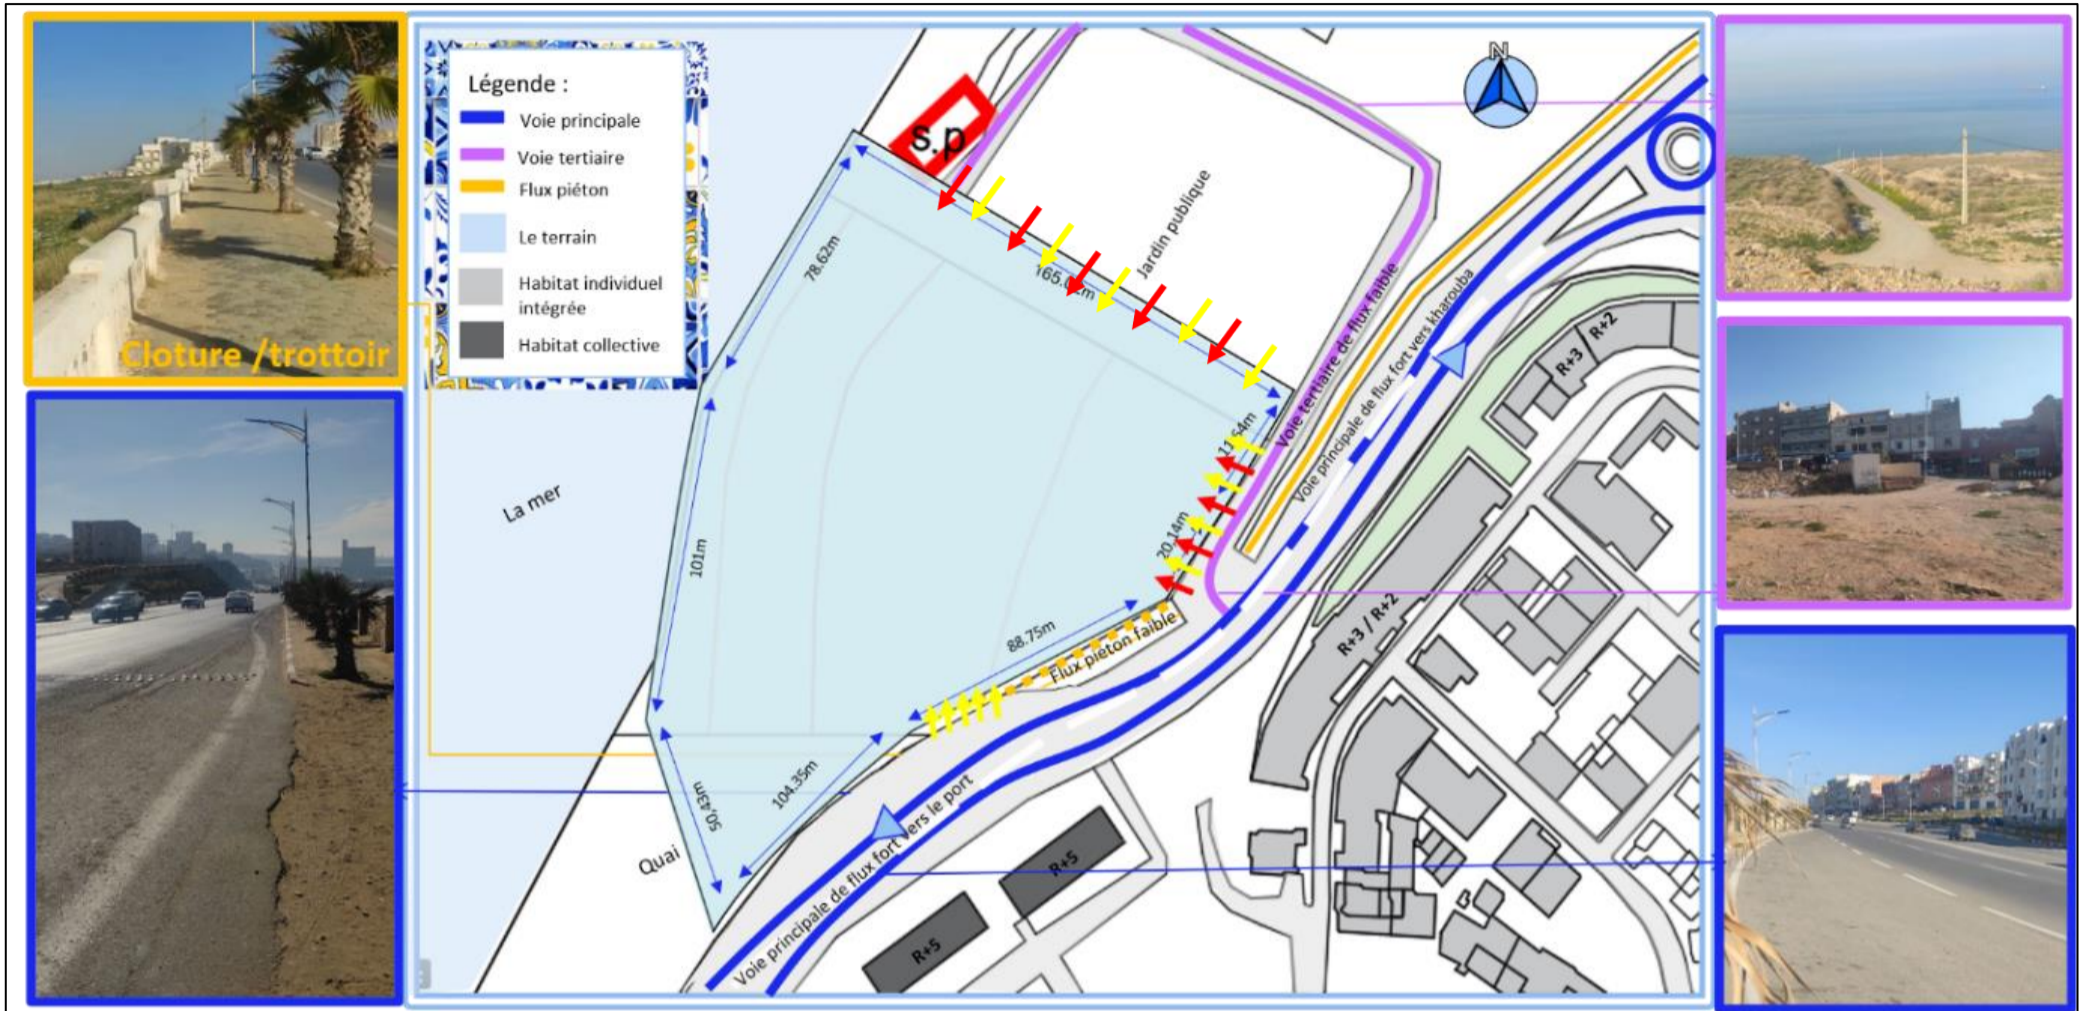 Cloture /trottoir
Légende :
Voie principale
Voie tertiaire
Flux piéton
Le terrain
Habitat individuel
intégrée
Habitat collective
N
s.p
Jardin publique
78.62m
La mer
101m
20,14m
88.75m
Flux piéton faible
Voie tertiaire de flux faible
Voie principale de flux fort vers kharouba
R+3
R+2
R+3 / R+2
50,43m
104.35m
Quai
Voie principale de flux fort vers le port
R+5
R+5